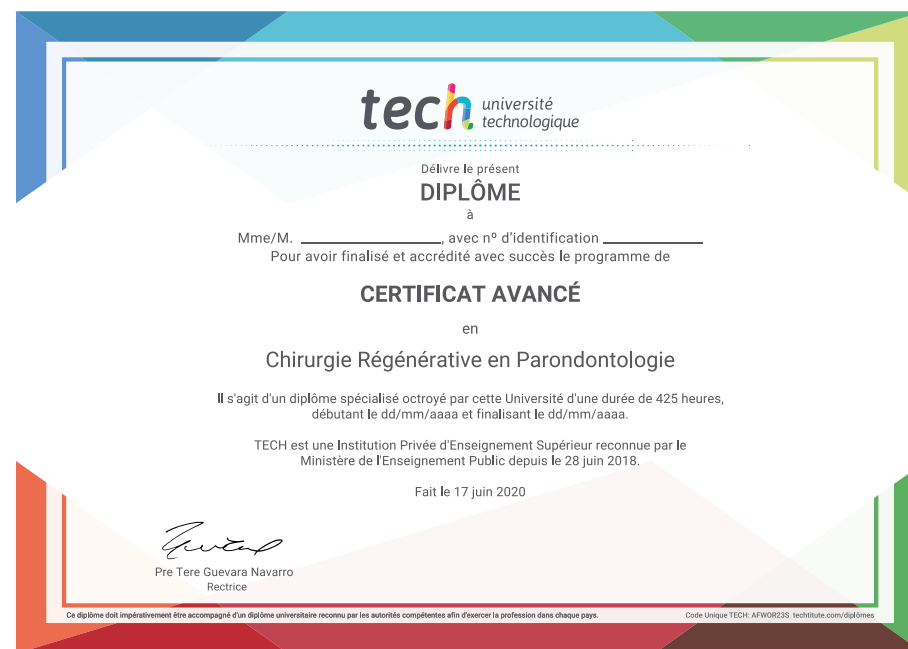 tech université
technologique
Délivre le présent
DIPLÔME
à
Mme/M. ____________________, avec nº d'identification ______________
Pour avoir finalisé et accrédité avec succès le programme de
CERTIFICAT AVANCÉ
en
Chirurgie Régénérative en Parondontologie
Il s'agit d'un diplôme spécialisé octroyé par cette Université d'une durée de 425 heures,
débutant le dd/mm/aaaa et finalisant le dd/mm/aaaa.
TECH est une Institution Privée d'Enseignement Supérieur reconnue par le
Ministère de l'Enseignement Public depuis le 28 juin 2018.
Fait le 17 juin 2020
Pre Tere Guevara Navarro
Rectrice
Ce diplôme doit impérativement être accompagné d'un diplôme universitaire reconnu par les autorités compétentes afin d'exercer la profession dans chaque pays.
Code Unique TECH: AFWOR23S techtitute.com/diplômes